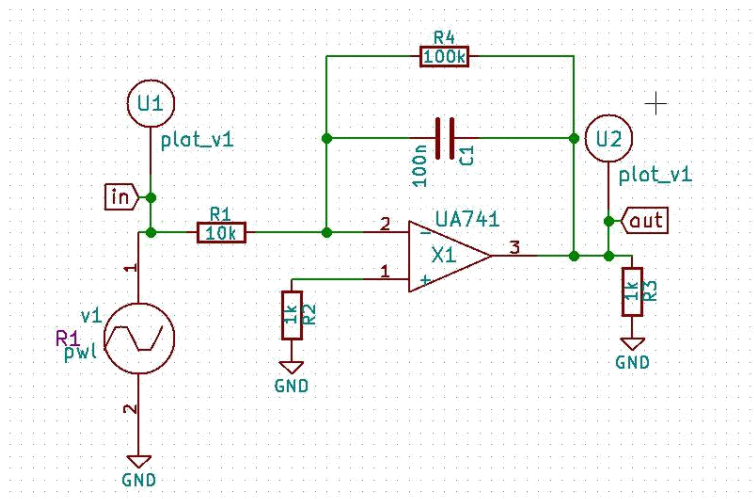 R4
100k
U1
plot_v1
100n
C1
U2
plot_v1
in
out
R1
10k
2
UA741
X1
3
1
1k
R2
1k
R3
1
v1
R1
pwl
GND
GND
2
GND